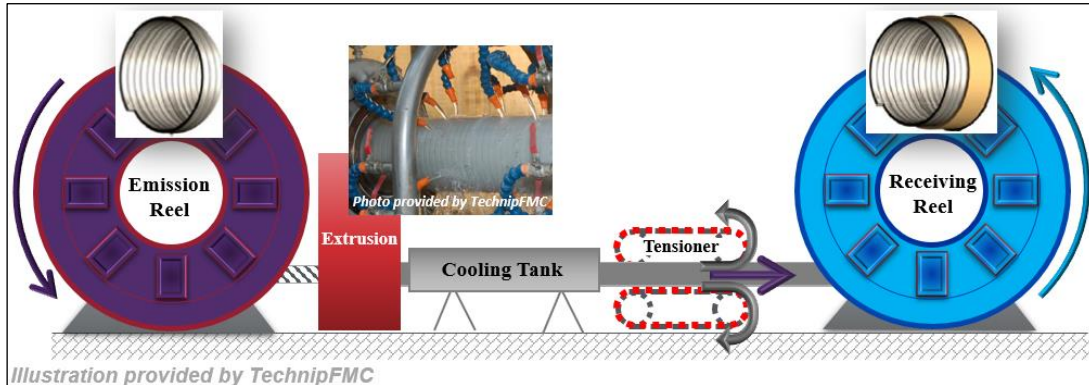 Emission
Reel
Extrusion
Photo provided by TechnipFMC
Cooling Tank
Tensioner
Receiving
Reel
Illustration provided by TechnipFMC